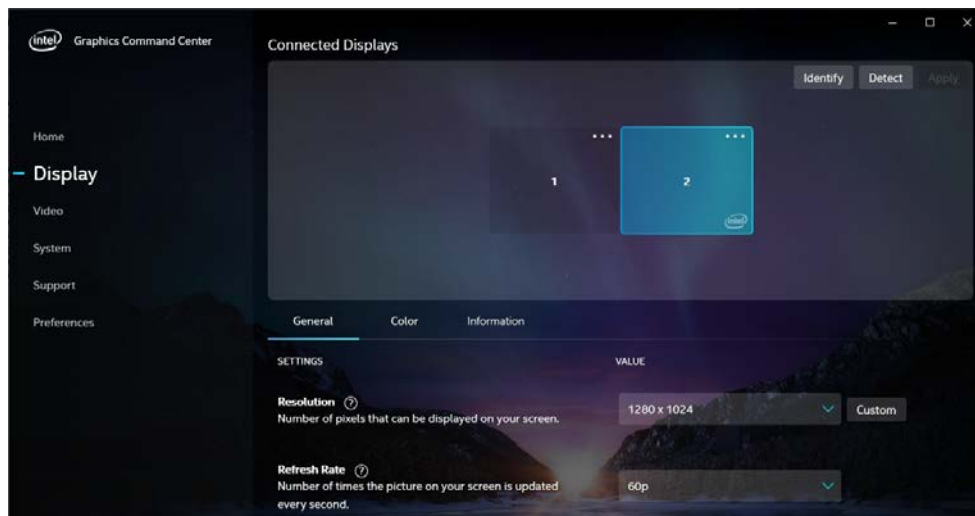 intel Graphics Command Center
Connected Displays
Identify Detect Apply
Home
Display
Video
System
Support
Preferences
1
2
intel
General Color Information
SETTINGS VALUE
Resolution ?
Number of pixels that can be displayed on your screen.
1280 x 1024 Custom
Refresh Rate ?
Number of times the picture on your screen is updated
every second.
60p